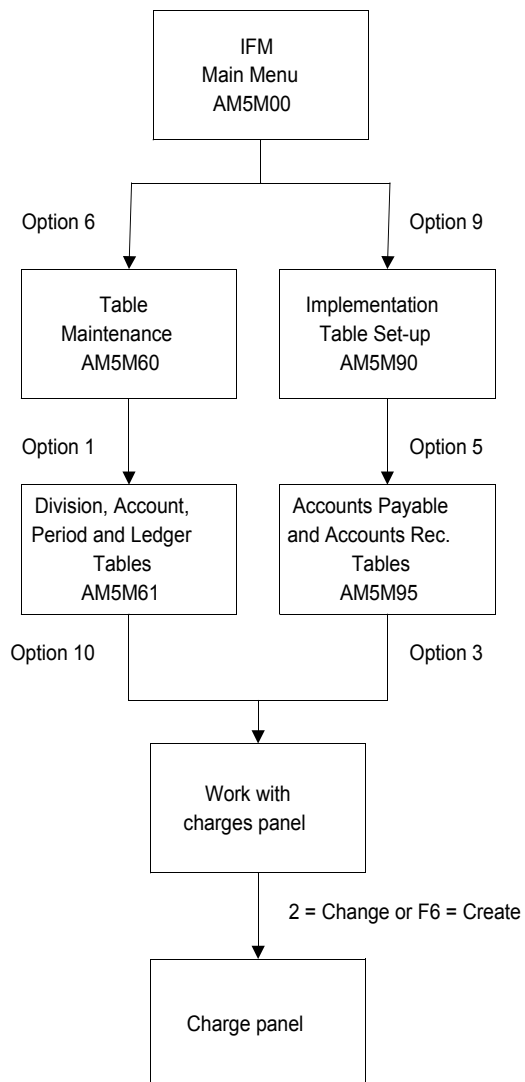 IFM
Main Menu
AM5M00
Option 6
Option 9
Table
Maintenance
AM5M60
Implementation
Table Set-up
AM5M90
Option 1
Option 5
Division, Account,
Period and Ledger
Tables
AM5M61
Accounts Payable
and Accounts Rec.
Tables
AM5M95
Option 10
Option 3
Work with
charges panel
2 = Change or F6 = Create
Charge panel